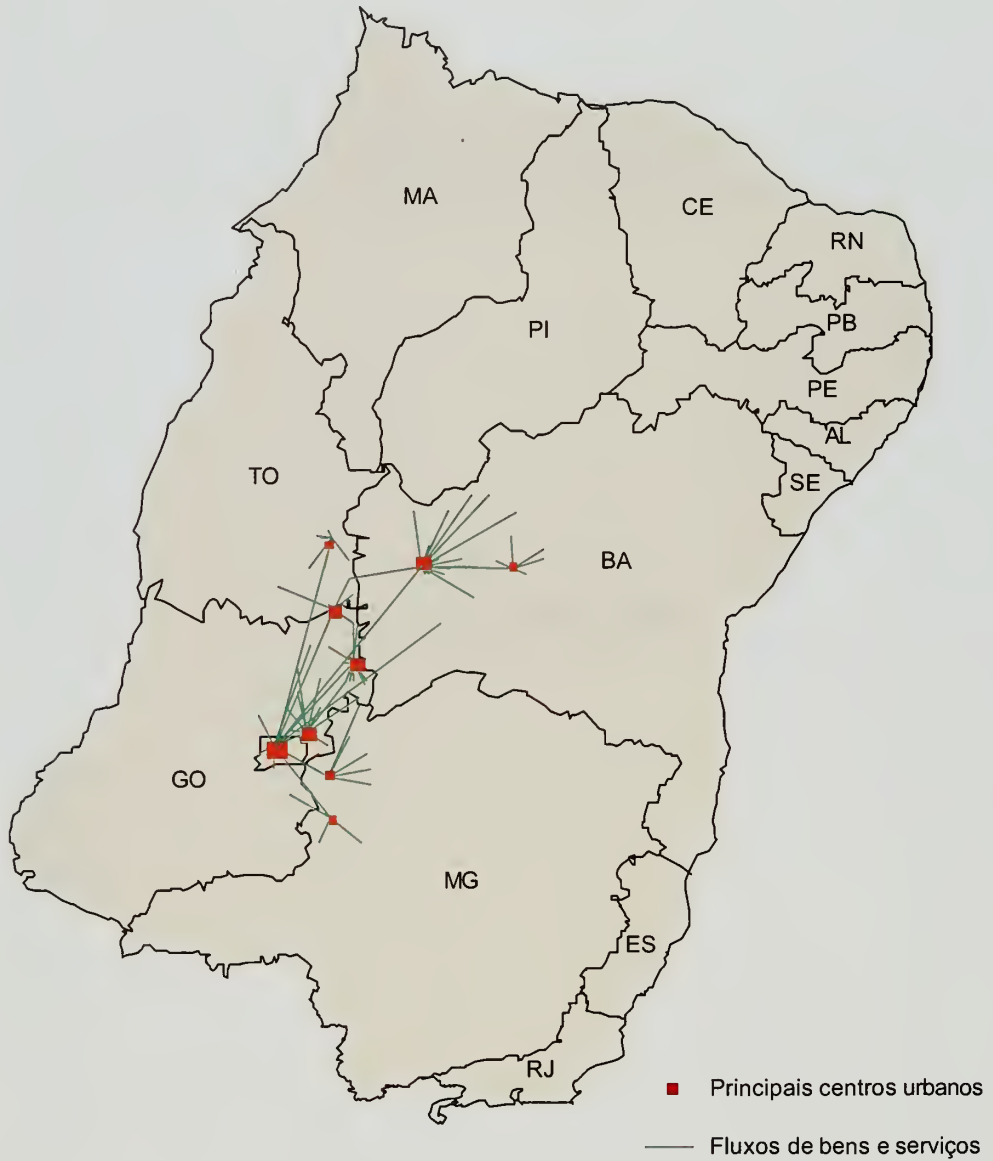 MA
CE
RN
PI
PB
PE
AL
TO
SE
BA
GO
MG
ES
RJ
Principais centros urbanos
Fluxos de bens e serviços